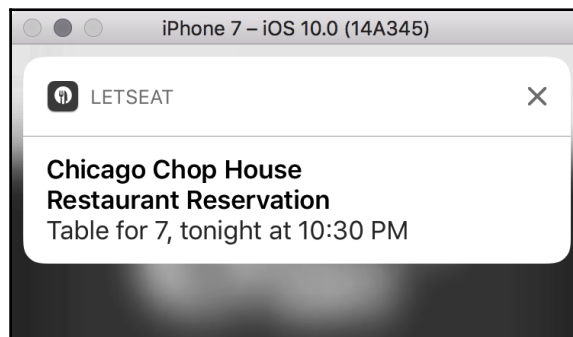 iPhone 7 – iOS 10.0 (14A345)
LETSEAT
Chicago Chop House
Restaurant Reservation
Table for 7, tonight at 10:30 PM